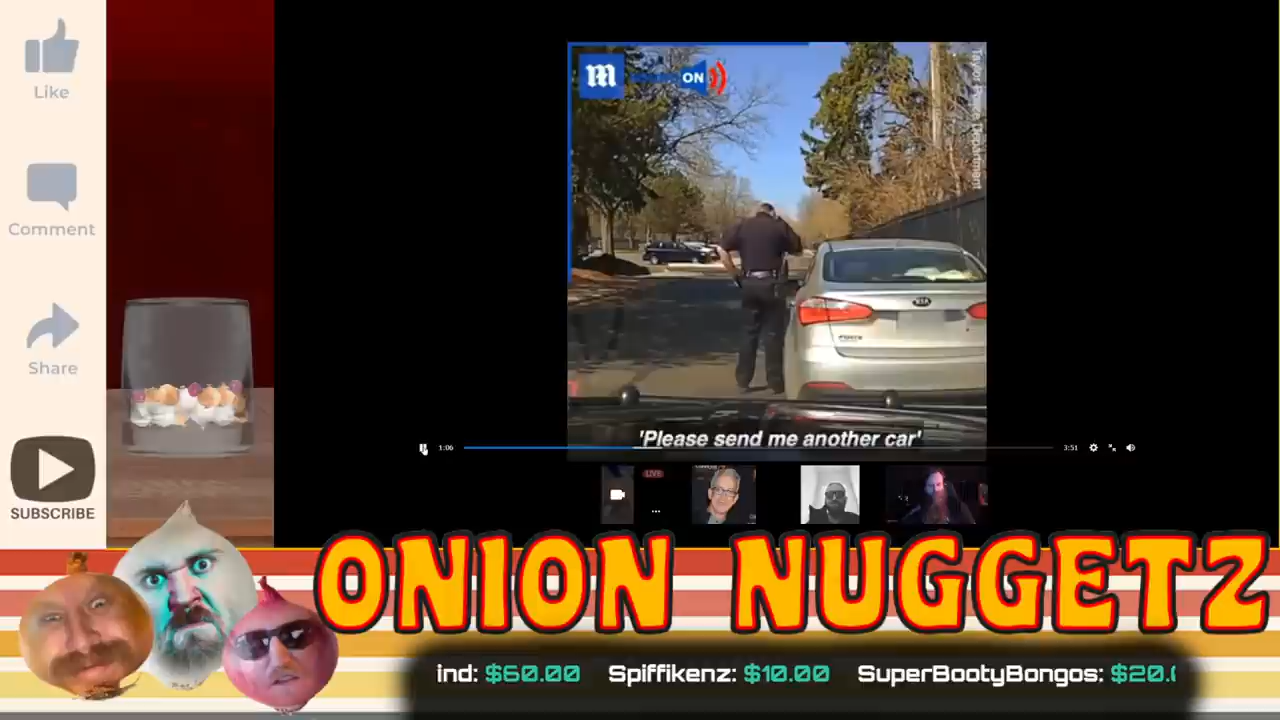 Like
Comment
Share
SUBSCRIBE
ON
KIA
'Please send me another car'
1:06
3:51
LIVE
ONION NUGGETZ
ind: $60.00 Spiffikenz: $10.00 SuperBootyBongos: $20.